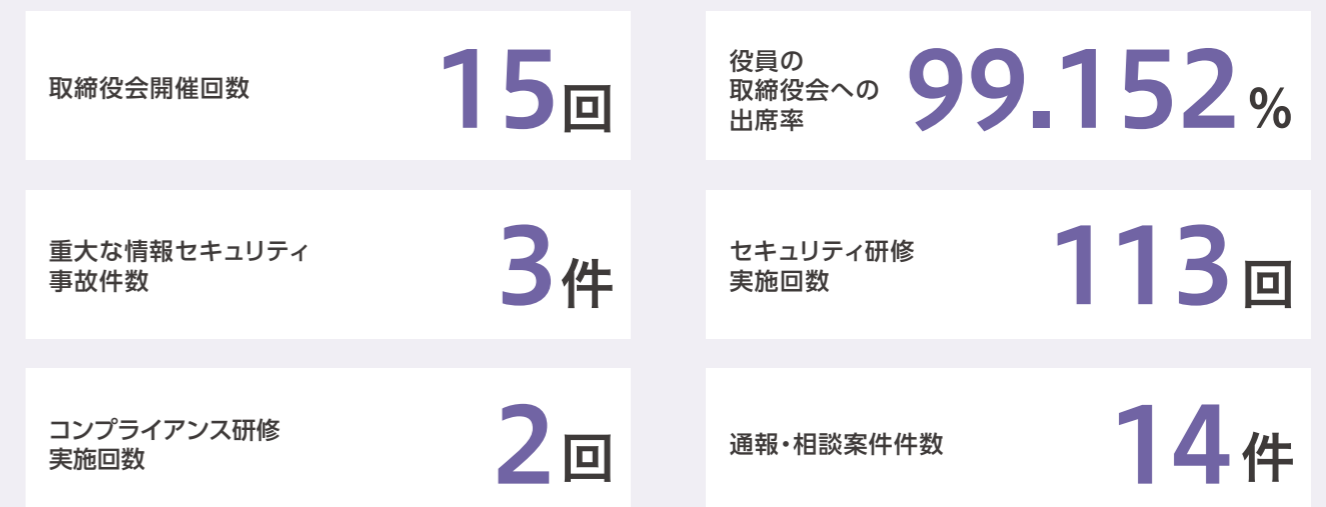 取締役会開催回数
15回
役員の
取締役会への
出席率
99.152%
重大な情報セキュリティ
事故件数
3件
セキュリティ研修
実施回数
113回
コンプライアンス研修
実施回数
2回
通報・相談案件件数
14件